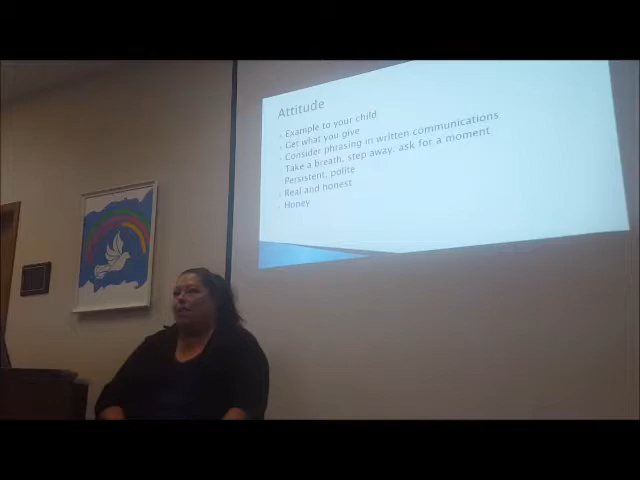 Attitude
Example to your child
Get what you give
Consider phrasing in written communications
Take a breath, step away, ask for a moment
Persistent, polite
Real and honest
Honey